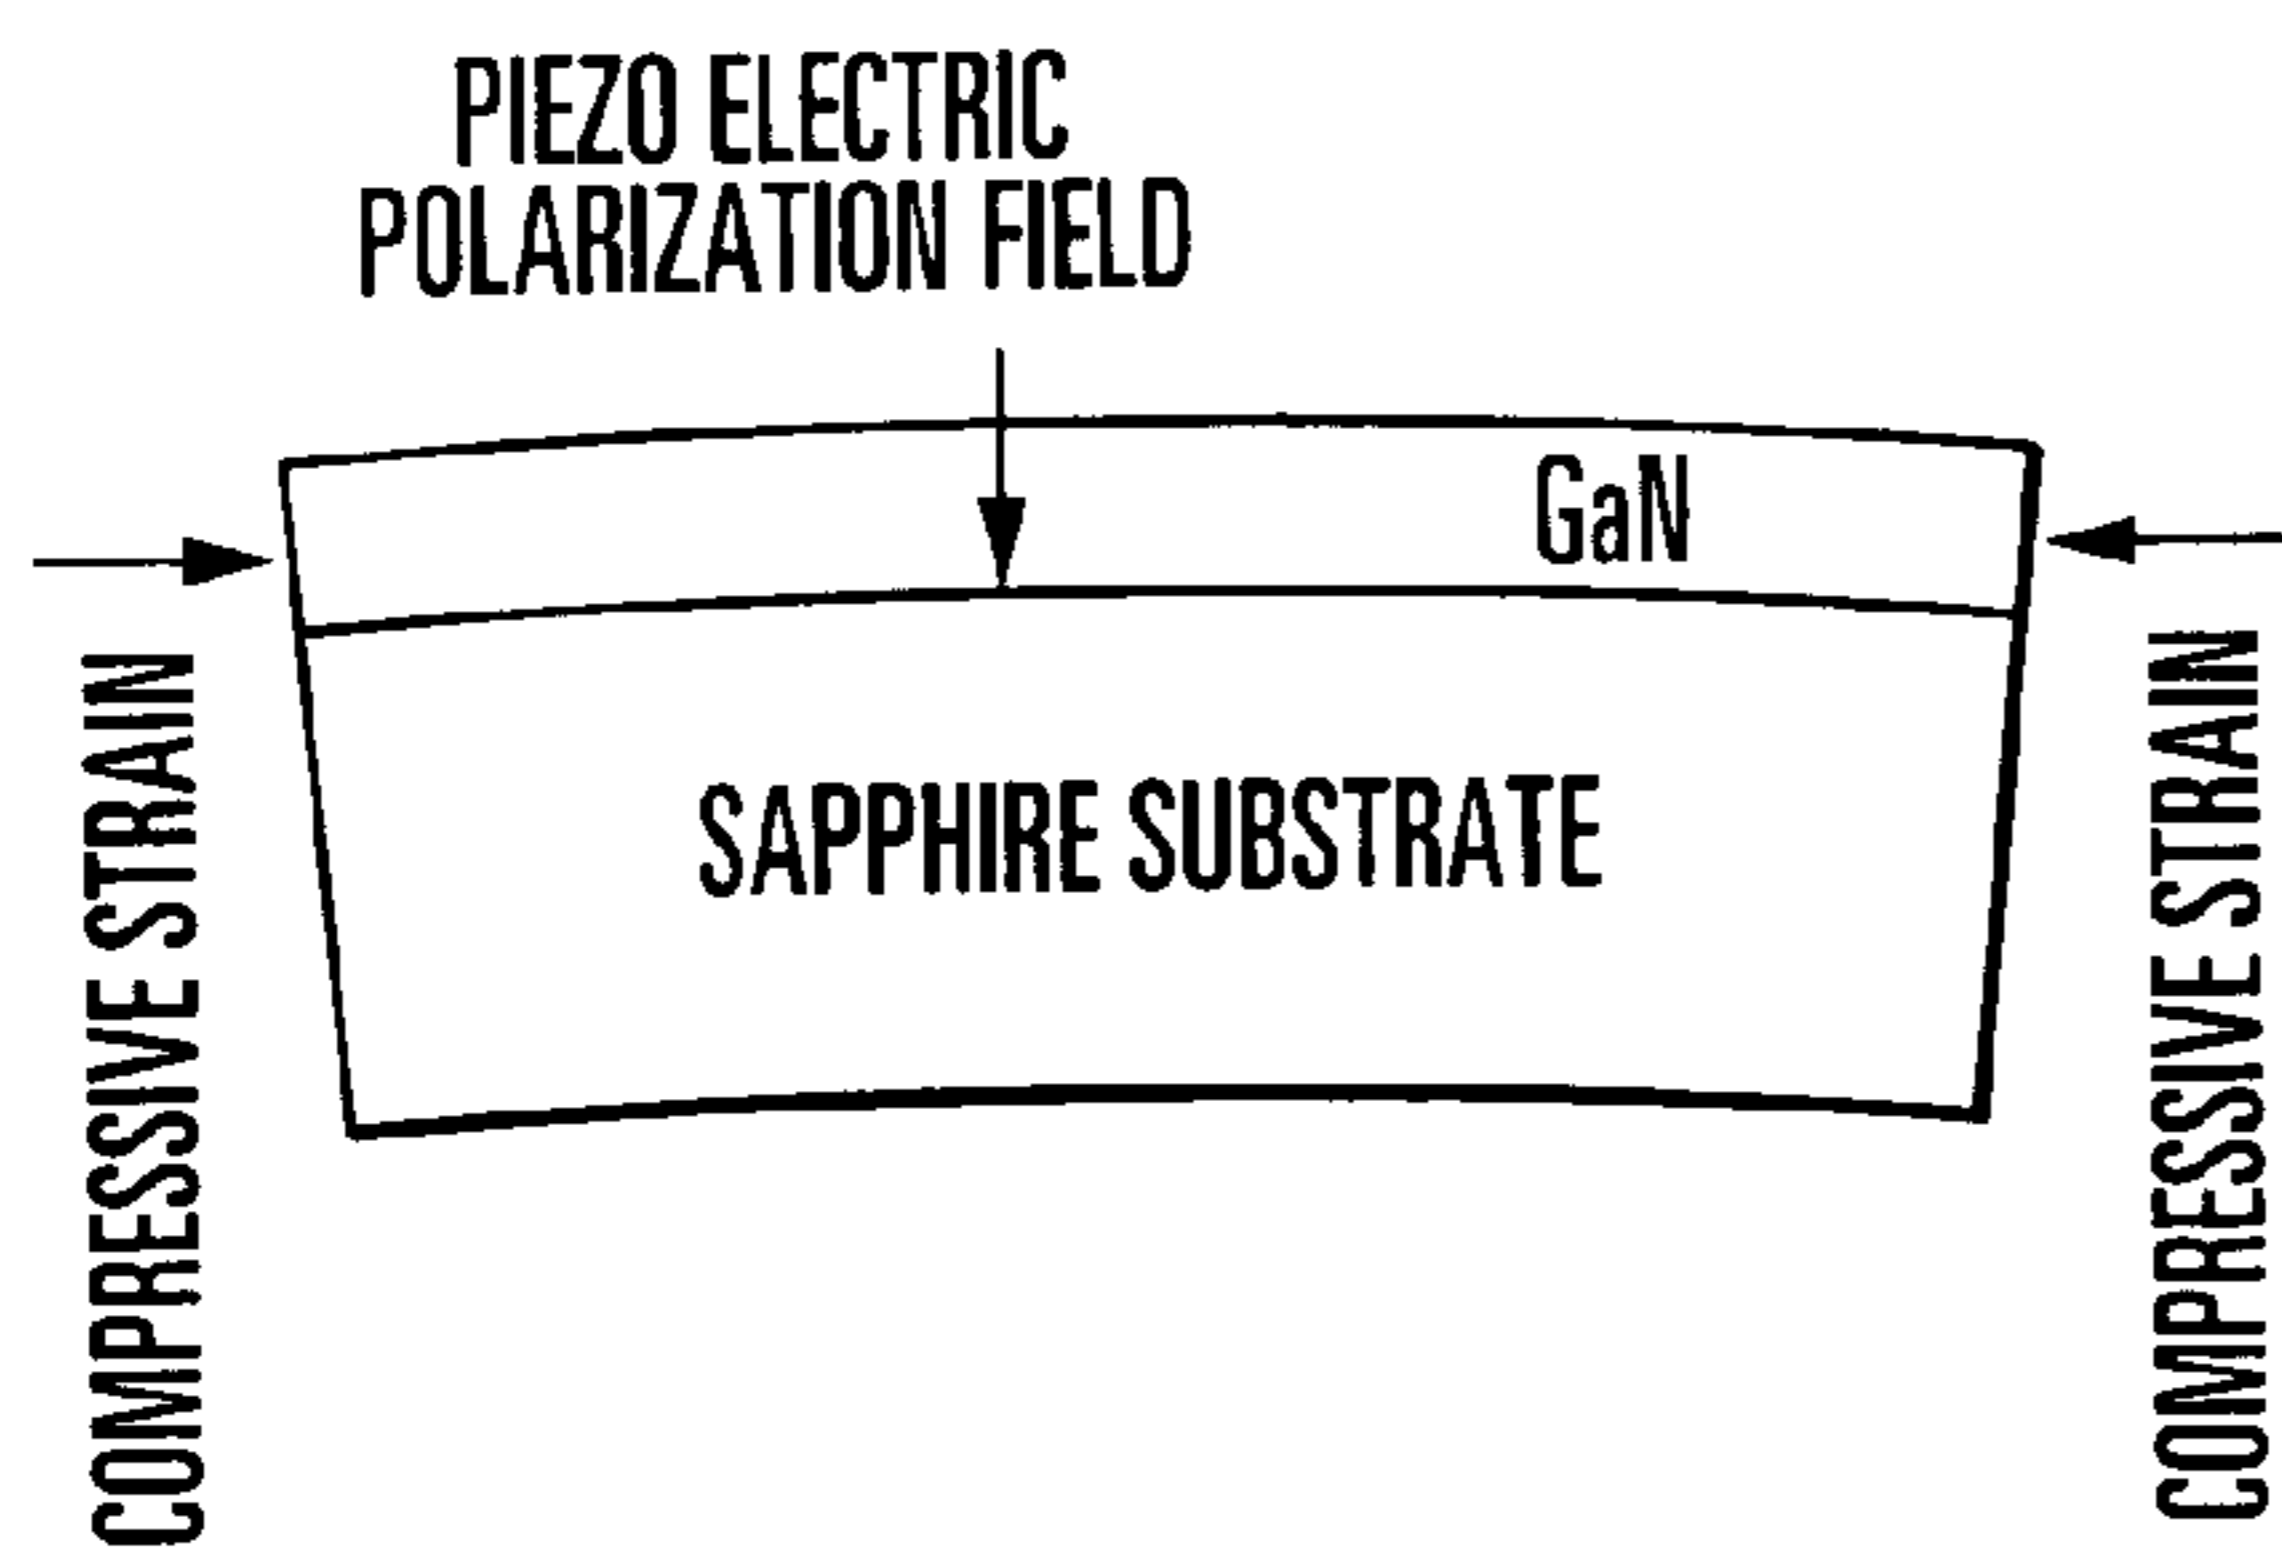 PIEZO ELECTRIC
POLARIZATION FIELD
GaN
SAPPHIRE SUBSTRATE
COMPRESSIVE STRAIN
COMPRESSIVE STRAIN